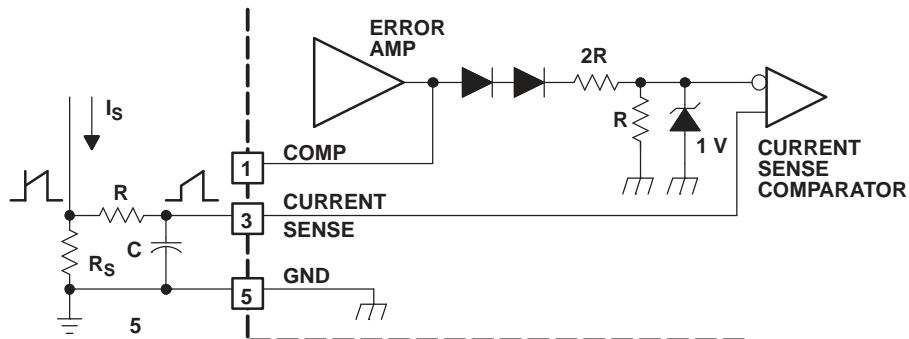 ERROR
AMP
2R
I_S
R
1 V
1
COMP
CURRENT
SENSE
COMPARATOR
R
3
CURRENT
SENSE
C
R_S
5
GND
5